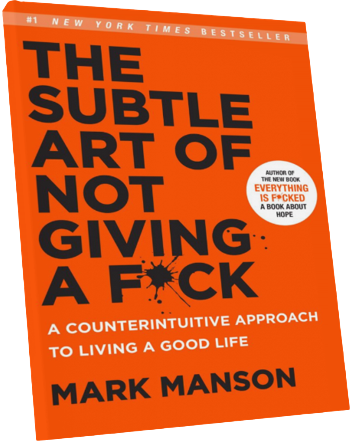 #1 NEW YORK TIMES BESTSELLER
THE
SUBTLE
ART OF
NOT
GIVING
A F*CK
AUTHOR OF
THE NEW BOOK
EVERYTHING
IS F*CKED
A BOOK ABOUT
HOPE
A COUNTERINTUITIVE APPROACH
TO LIVING A GOOD LIFE
MARK MANSON